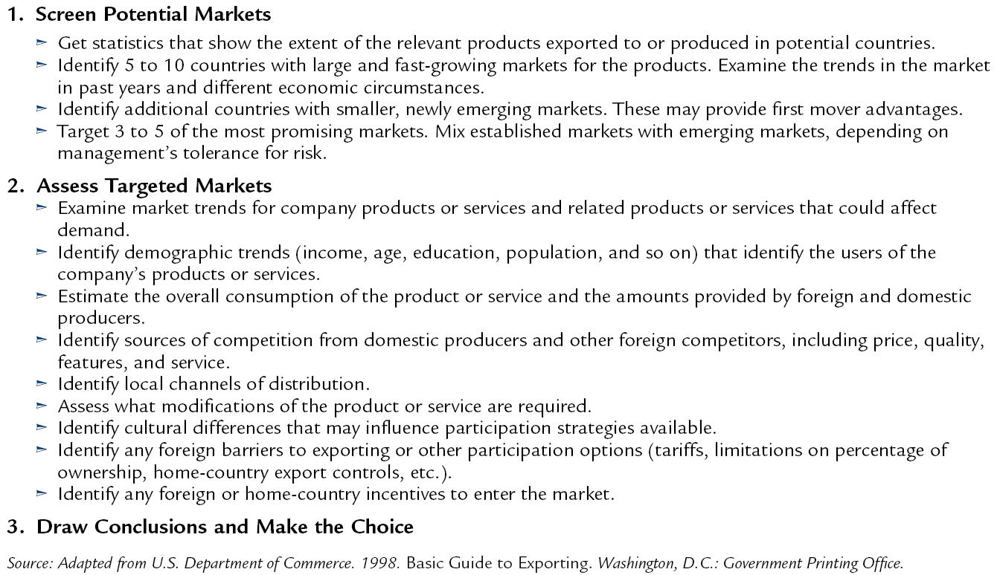 1. Screen Potential Markets
➢ Get statistics that show the extent of the relevant products exported to or produced in potential countries.
➢ Identify 5 to 10 countries with large and fast-growing markets for the products. Examine the trends in the market
in past years and different economic circumstances.
➢ Identify additional countries with smaller, newly emerging markets. These may provide first mover advantages.
➢ Target 3 to 5 of the most promising markets. Mix established markets with emerging markets, depending on
management's tolerance for risk.
2. Assess Targeted Markets
➢ Examine market trends for company products or services and related products or services that could affect
demand.
➢ Identify demographic trends (income, age, education, population, and so on) that identify the users of the
company's products or services.
➢ Estimate the overall consumption of the product or service and the amounts provided by foreign and domestic
producers.
➢ Identify sources of competition from domestic producers and other foreign competitors, including price, quality,
features, and service.
➢ Identify local channels of distribution.
➢ Assess what modifications of the product or service are required.
➢ Identify cultural differences that may influence participation strategies available.
➢ Identify any foreign barriers to exporting or other participation options (tariffs, limitations on percentage of
ownership, home-country export controls, etc.).
➢ Identify any foreign or home-country incentives to enter the market.
3. Draw Conclusions and Make the Choice
Source: Adapted from U.S. Department of Commerce. 1998. Basic Guide to Exporting. Washington, D.C.: Government Printing Office.